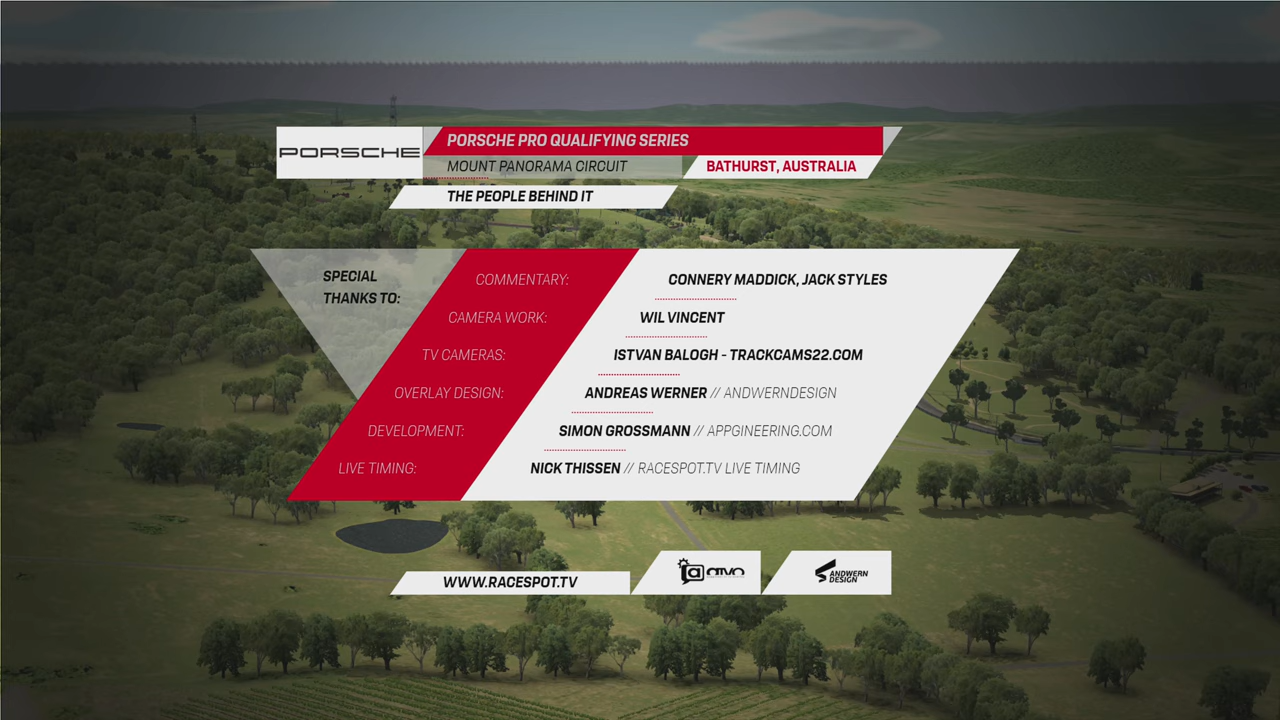 PORSCHE
PORSCHE PRO QUALIFYING SERIES
MOUNT PANORAMA CIRCUIT
BATHURST, AUSTRALIA
THE PEOPLE BEHIND IT
SPECIAL
THANKS TO:
COMMENTARY: CONNERY MADDICK, JACK STYLES
CAMERA WORK: WIL VINCENT
TV CAMERAS: ISTVAN BALOGH - TRACKCAMS22.COM
OVERLAY DESIGN: ANDREAS WERNER // ANDWERNDESIGN
DEVELOPMENT: SIMON GROSSMANN // APPGINEERING.COM
LIVE TIMING: NICK THISSEN // RACESPOT.TV LIVE TIMING
WWW.RACESPOT.TV
ANDWERN
DESIGN